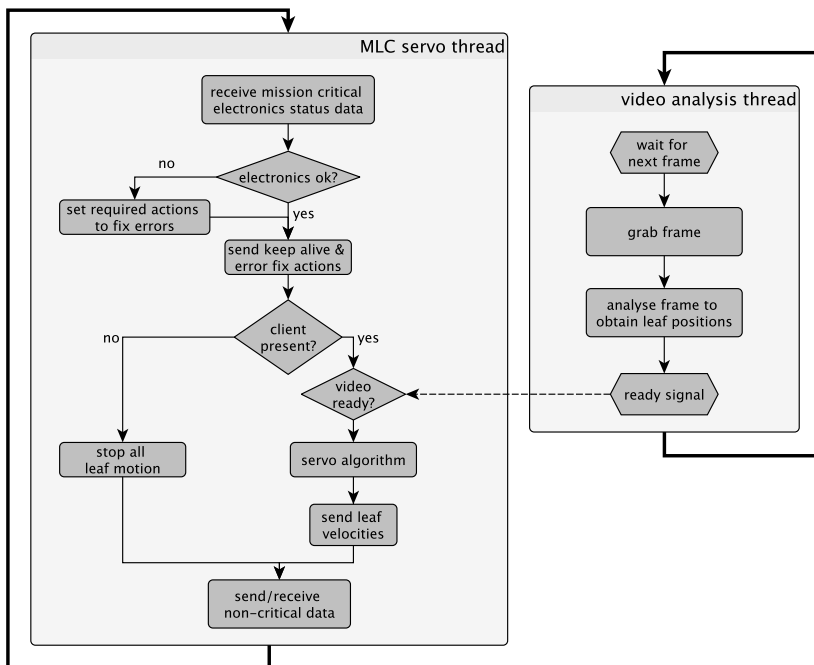 MLC servo thread
receive mission critical
electronics status data
no
electronics ok?
set required actions
to fix errors
yes
send keep alive &
error fix actions
no
client
present?
yes
video
ready?
stop all
leaf motion
servo algorithm
send leaf
velocities
send/receive
non-critical data
video analysis thread
wait for
next frame
grab frame
analyse frame to
obtain leaf positions
ready signal